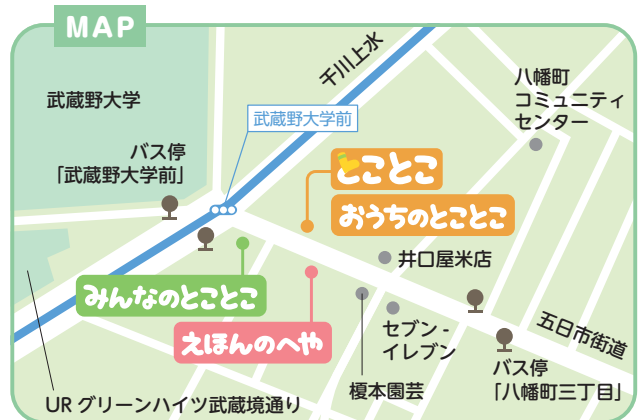 MAP
武蔵野大学
千川上水
八幡町
コミュニティ
センター
武蔵野大学前
バス停
「武蔵野大学前」
とことこ
おうちのとことこ
井口屋米店
みんなのとことこ
えほんのへや
セブン-
イレブン
五日市街道
榎本園芸
バス停
「八幡町三丁目」
UR グリーンハイツ武蔵境通り